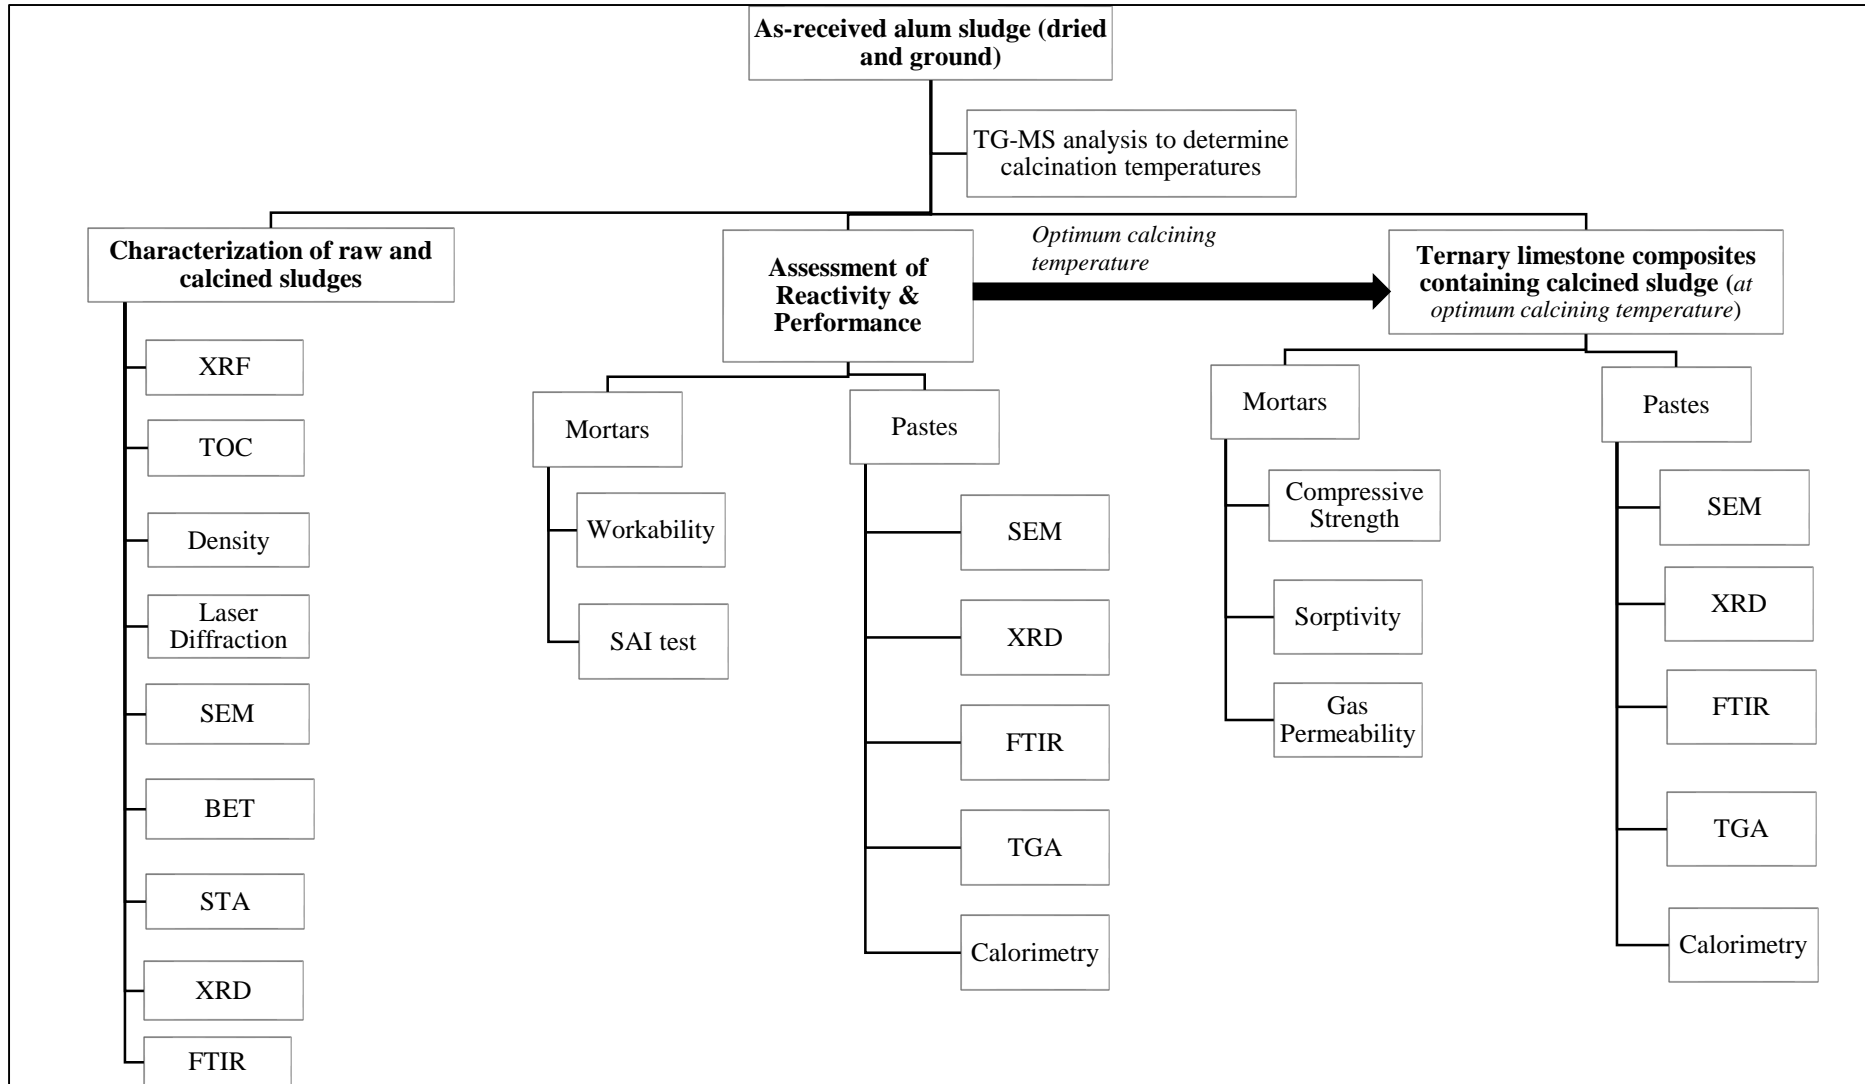 As-received alum sludge (dried
and ground)
TG-MS analysis to determine
calcination temperatures
Characterization of raw and
calcined sludges
XRF
TOC
Density
Laser
Diffraction
SEM
BET
STA
XRD
FTIR
Assessment of
Reactivity &
Performance
Mortars
Workability
SAI test
Pastes
SEM
XRD
FTIR
TGA
Calorimetry
Optimum calcining
temperature
Ternary limestone composites
containing calcined sludge (at
optimum calcining temperature)
Mortars
Compressive
Strength
Sorptivity
Gas
Permeability
Pastes
SEM
XRD
FTIR
TGA
Calorimetry